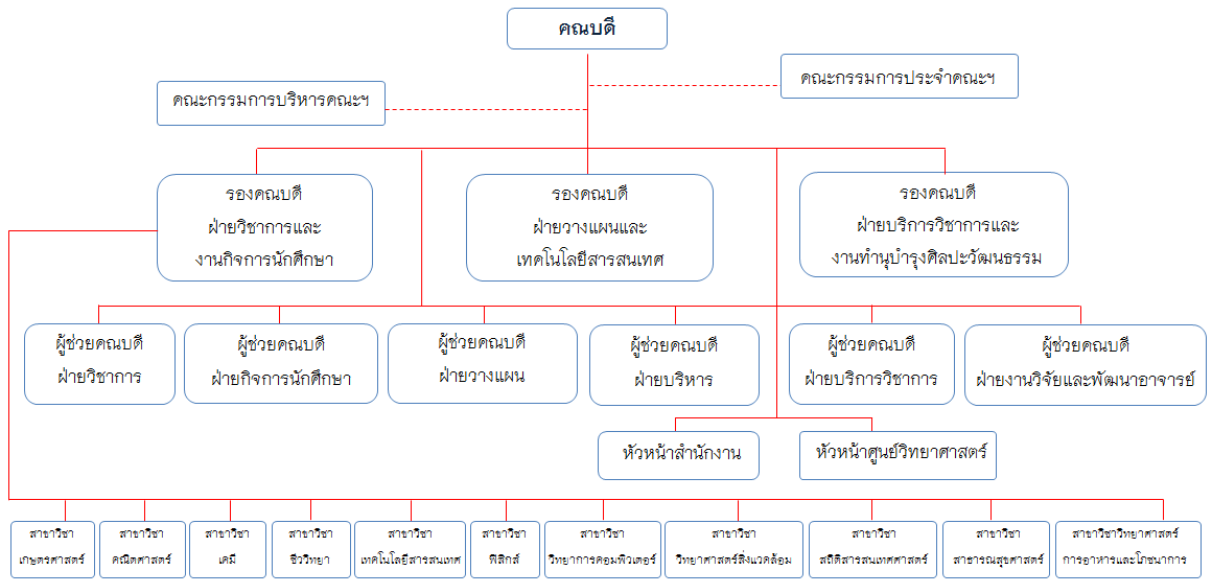 คณบดี
คณะกรรมการประจำคณะฯ
คณะกรรมการบริหารคณะฯ
รองคณบดี
ฝ่ายวิชาการและ
งานกิจการนักศึกษา
รองคณบดี
ฝ่ายวางแผนและ
เทคโนโลยีสารสนเทศ
รองคณบดี
ฝ่ายบริการวิชาการและ
งานทำนุบำรุงศิลปะวัฒนธรรม
ผู้ช่วยคณบดี
ฝ่ายวิชาการ
ผู้ช่วยคณบดี
ฝ่ายกิจการนักศึกษา
ผู้ช่วยคณบดี
ฝ่ายวางแผน
ผู้ช่วยคณบดี
ฝ่ายบริหาร
ผู้ช่วยคณบดี
ฝ่ายบริการวิชาการ
ผู้ช่วยคณบดี
ฝ่ายงานวิจัยและพัฒนาอาจารย์
หัวหน้าสำนักงาน
หัวหน้าศูนย์วิทยาศาสตร์
สาขาวิชา
เกษตรศาสตร์
สาขาวิชา
คณิตศาสตร์
สาขาวิชา
เคมี
สาขาวิชา
ชีววิทยา
สาขาวิชา
เทคโนโลยีสารสนเทศ
สาขาวิชา
ฟิสิกส์
สาขาวิชา
วิทยาการคอมพิวเตอร์
สาขาวิชา
วิทยาศาสตร์สิ่งแวดล้อม
สาขาวิชา
สถิติสารสนเทศศาสตร์
สาขาวิชา
สาธารณสุขศาสตร์
สาขาวิชาวิทยาศาสตร์
การอาหารและโภชนาการ